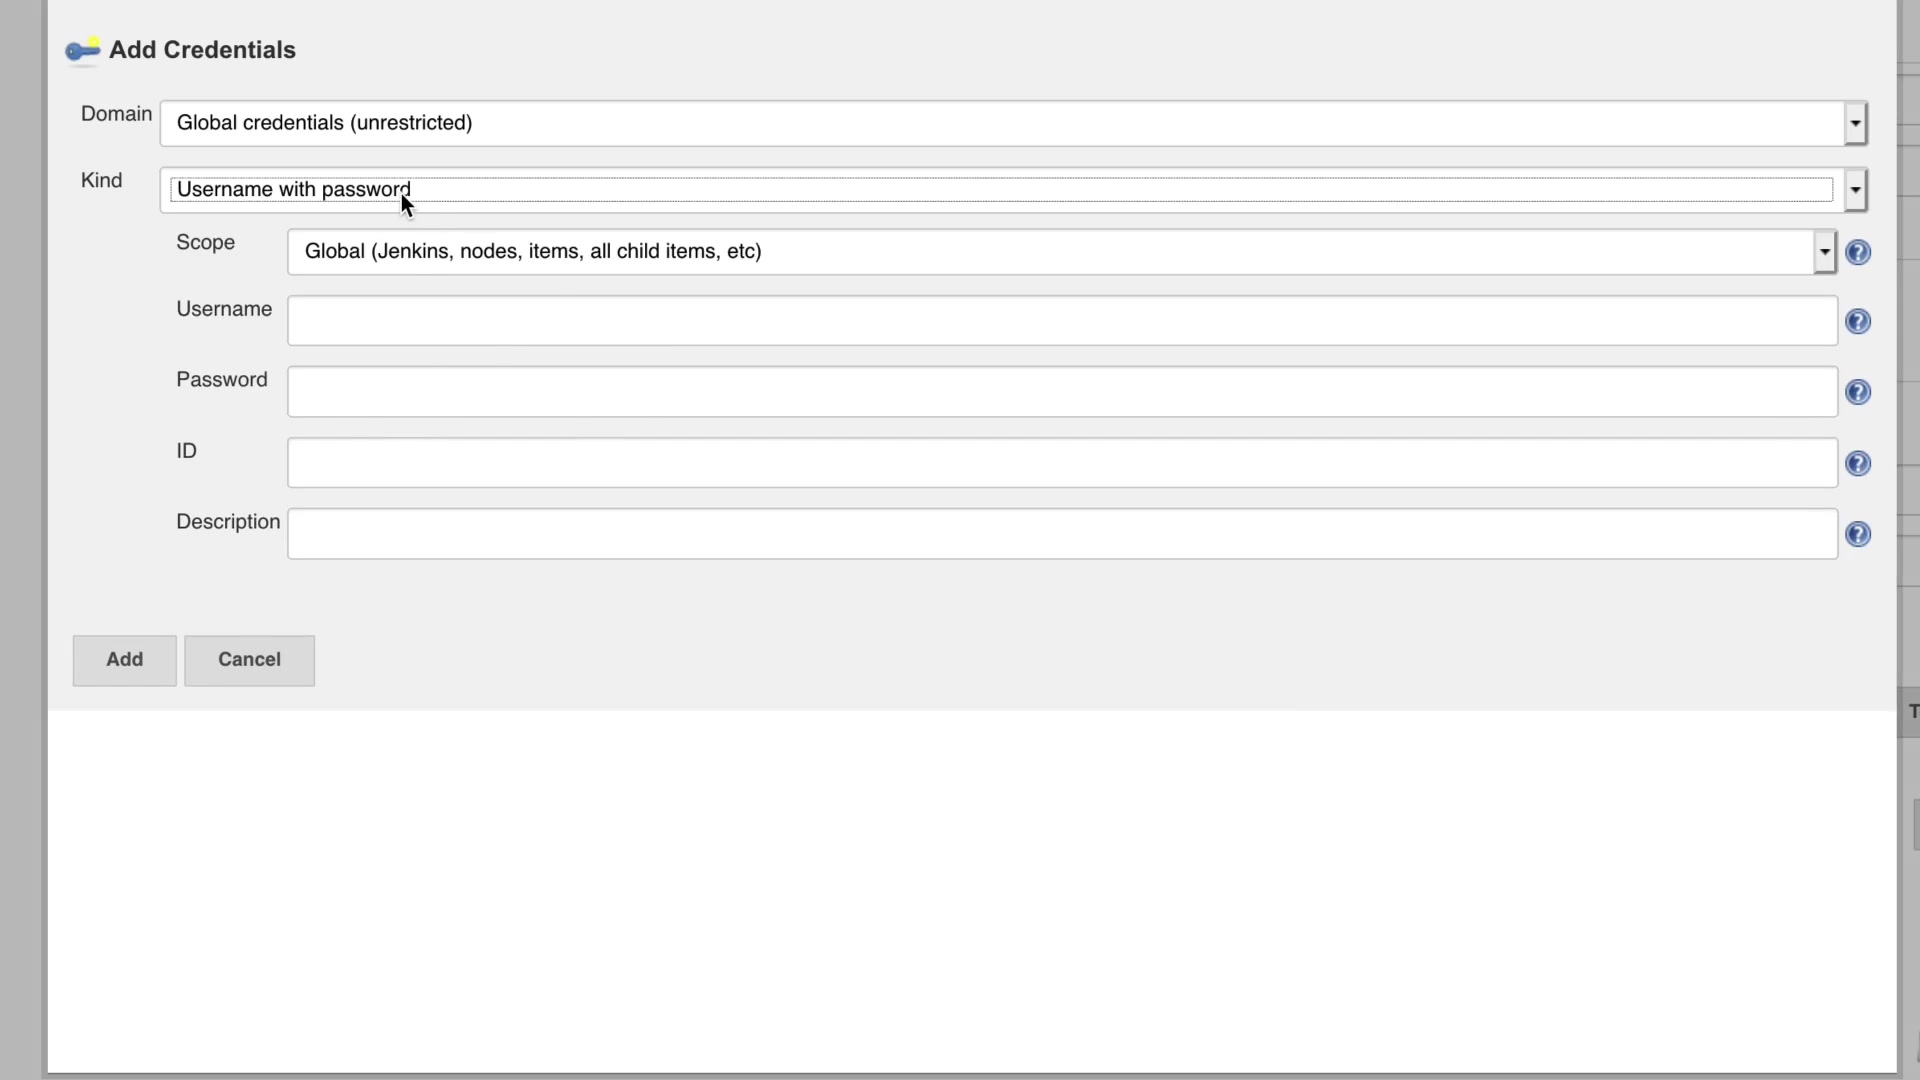 Add Credentials
Domain
Global credentials (unrestricted)
Kind
Username with password
Scope
Global (Jenkins, nodes, items, all child items, etc)
Username
Password
ID
Description
Add
Cancel